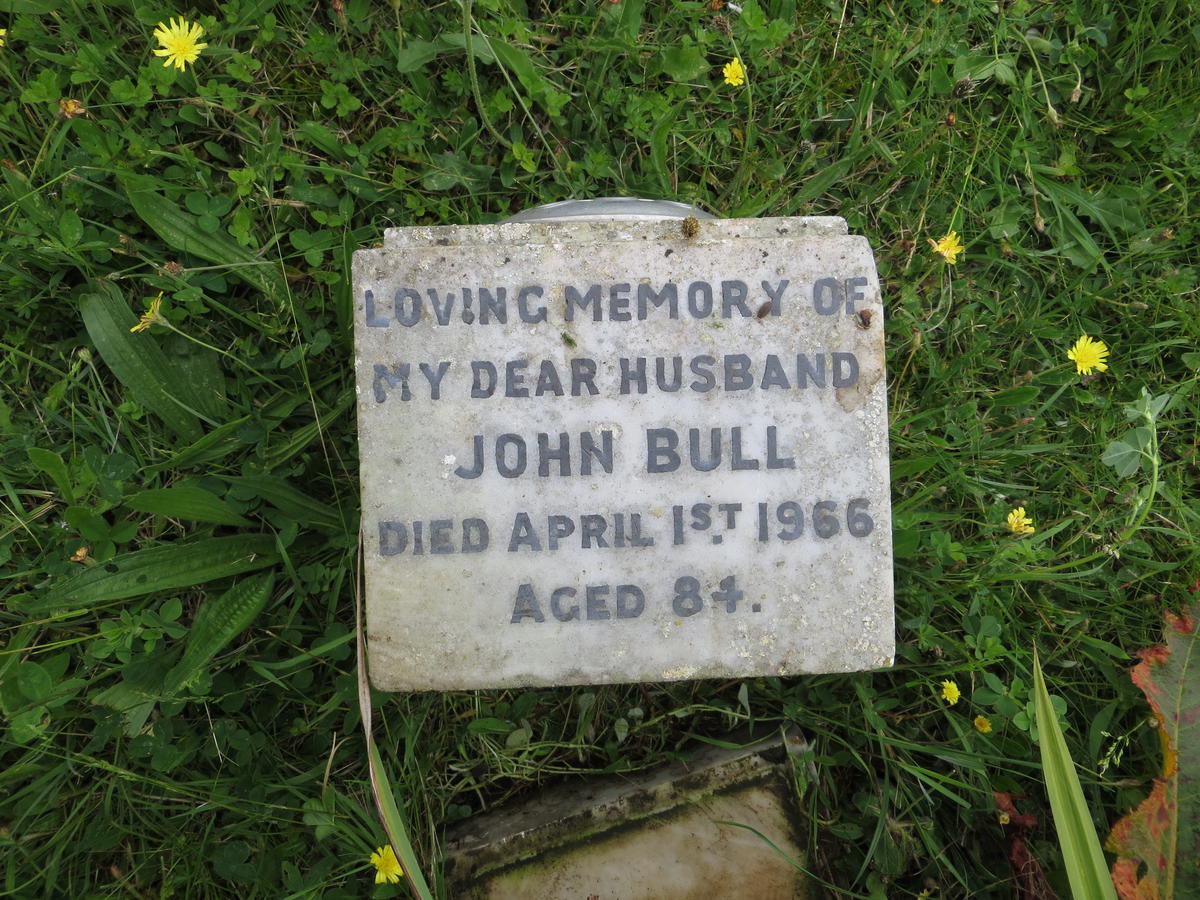 LOVING MEMORY OF
MY DEAR HUSBAND
JOHN BULL
DIED APRIL 1ST. 1966
AGED 84.